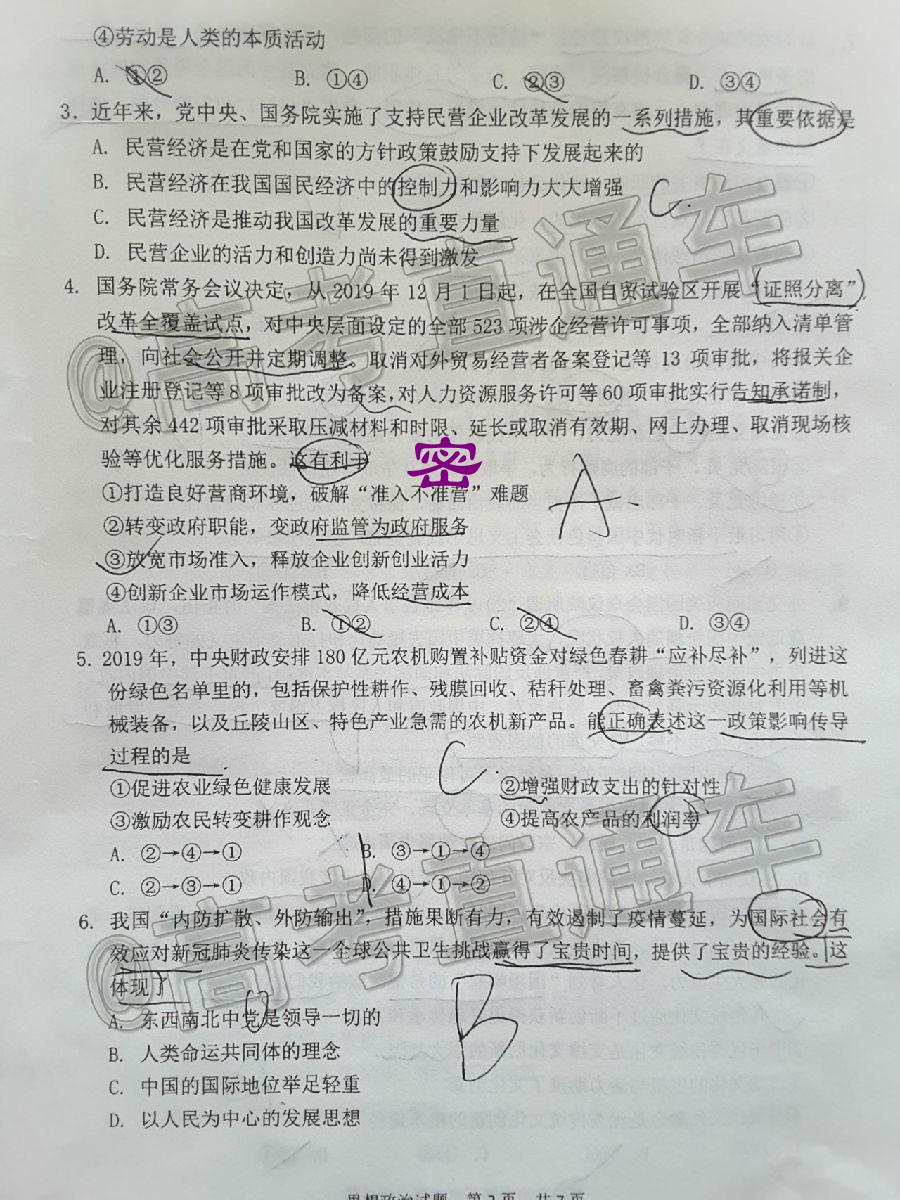 ④劳动是人类的本质活动
A. ①② B. ①④ C. ②③ D. ③④
3. 近年来，党中央、国务院实施了支持民营企业改革发展的一系列措施，其重要依据是
A. 民营经济是在党和国家的方针政策鼓励支持下发展起来的
B. 民营经济在我国国民经济中的控制力和影响力大大增强
C.
C. 民营经济是推动我国改革发展的重要力量
D. 民营企业的活力和创造力尚未得到激发
4. 国务院常务会议决定，从 2019 年 12 月 1 日起，在全国自贸试验区开展“证照分离”
改革全覆盖试点，对中央层面设定的全部 523 项涉企经营许可事项，全部纳入清单管
理，向社会公开并定期调整。取消对外贸易经营者备案登记等 13 项审批，将报关企
业注册登记等 8 项审批改为备案，对人力资源服务许可等 60 项审批实行告知承诺制，
对其余 442 项审批采取压减材料和时限、延长或取消有效期、网上办理、取消现场核
验等优化服务措施。这有利于
密
A
①打造良好营商环境，破解“准入不准营”难题
②转变政府职能，变政府监管为政府服务
③放宽市场准入，释放企业创新创业活力
④创新企业市场运作模式，降低经营成本
A. ①③ B. ①② C. ②④ D. ③④
5. 2019 年，中央财政安排 180 亿元农机购置补贴资金对绿色春耕“应补尽补”，列进这
份绿色名单里的，包括保护性耕作、残膜回收、秸秆处理、畜禽粪污资源化利用等机
械装备，以及丘陵山区、特色产业急需的农机新产品。能正确表述这一政策影响传导
过程的是
C.
①促进农业绿色健康发展 ②增强财政支出的针对性
③激励农民转变耕作观念 ④提高农产品的利润率
A. ②→④→① B. ③→①→④
C. ②→③→① D. ④→①→②
6. 我国“内防扩散、外防输出”，措施果断有力，有效遏制了疫情蔓延，为国际社会有
效应对新冠肺炎传染这一全球公共卫生挑战赢得了宝贵时间，提供了宝贵的经验。这
体现了
B
A. 东西南北中党是领导一切的
B. 人类命运共同体的理念
C. 中国的国际地位举足轻重
D. 以人民为中心的发展思想
思想政治试题 第 2 页 共 7 页
@高考直通车
@高考直通车